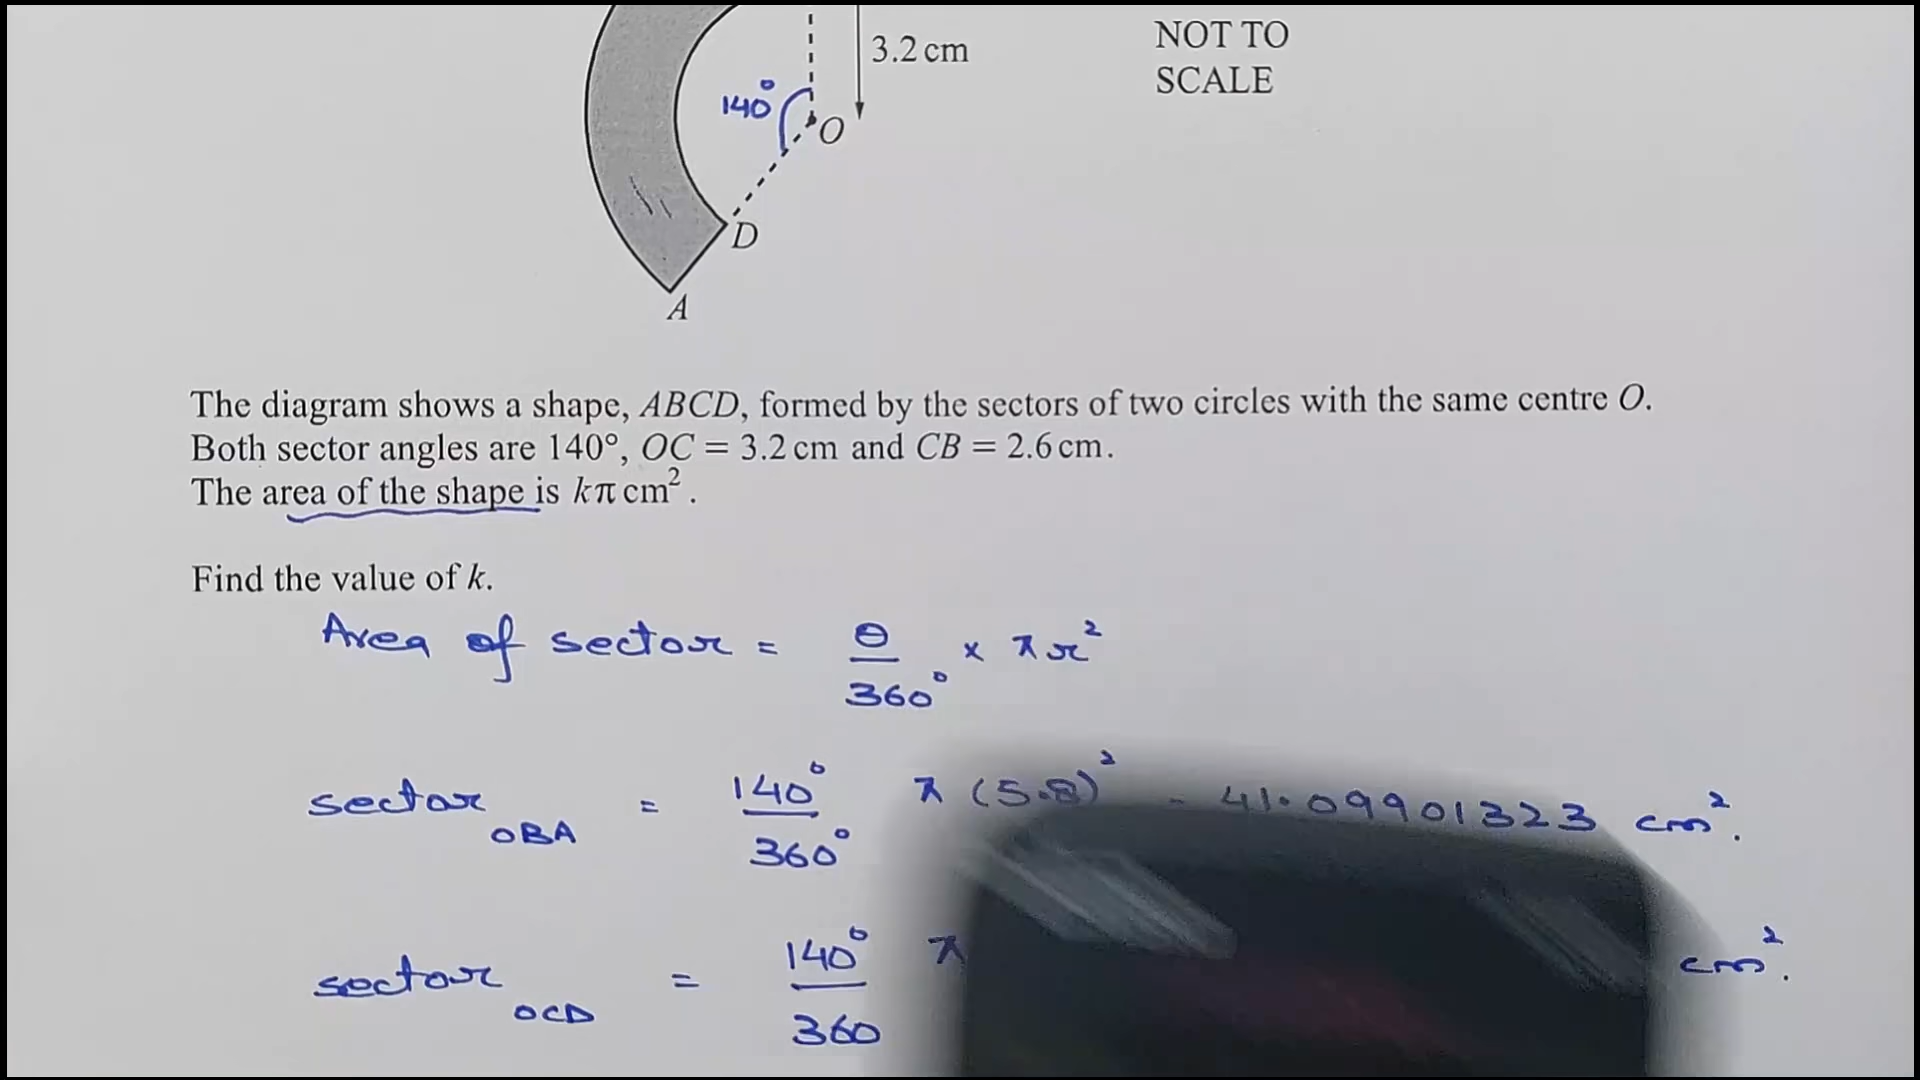 3.2 cm
NOT TO
SCALE
140°
O
D
A
The diagram shows a shape, ABCD, formed by the sectors of two circles with the same centre O.
Both sector angles are 140°, OC = 3.2 cm and CB = 2.6 cm.
The area of the shape is kπ cm².
Find the value of k.
Area of sector = θ/360° × πr²
sector OBA = 140°/360° π (5.8)² = 41.09901323 cm².
sector OCD = 140°/360 π cm².